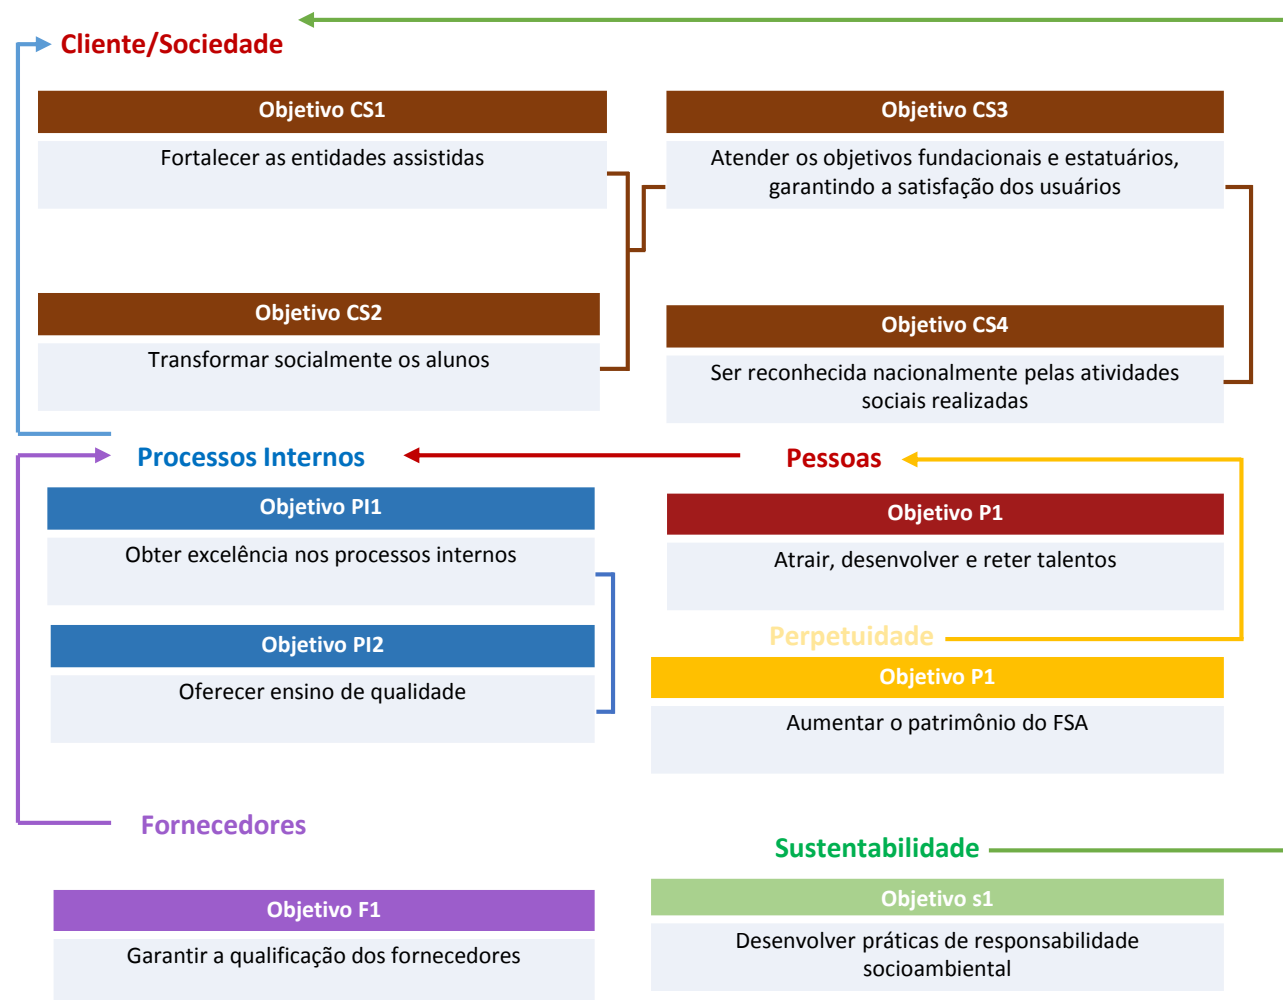 Cliente/Sociedade
Objetivo CS1
Fortalecer as entidades assistidas
Objetivo CS3
Atender os objetivos fundacionais e estatuários,
garantindo a satisfação dos usuários
Objetivo CS2
Transformar socialmente os alunos
Objetivo CS4
Ser reconhecida nacionalmente pelas atividades
sociais realizadas
Processos Internos
Objetivo PI1
Obter excelência nos processos internos
Objetivo PI2
Oferecer ensino de qualidade
Pessoas
Objetivo P1
Atrair, desenvolver e reter talentos
Perpetuidade
Objetivo P1
Aumentar o patrimônio do FSA
Fornecedores
Objetivo F1
Garantir a qualificação dos fornecedores
Sustentabilidade
Objetivo s1
Desenvolver práticas de responsabilidade
socioambiental